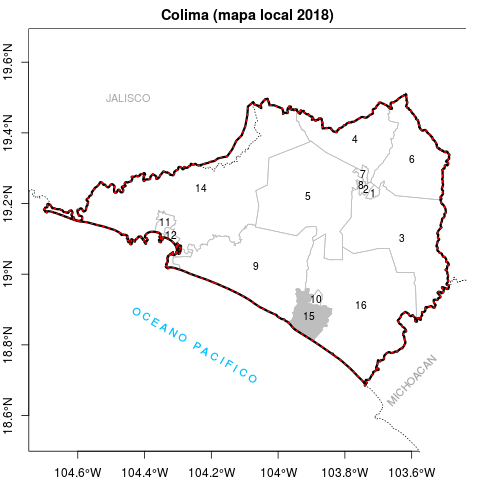 Colima (mapa local 2018)
19.6°N
19.4°N
19.2°N
19°N
18.8°N
18.6°N
JALISCO
4
6
7
8
2
1
14
5
11
12
3
9
10
15
16
OCEANO PACIFICO
MICHOACAN
104.6°W
104.4°W
104.2°W
104°W
103.8°W
103.6°W